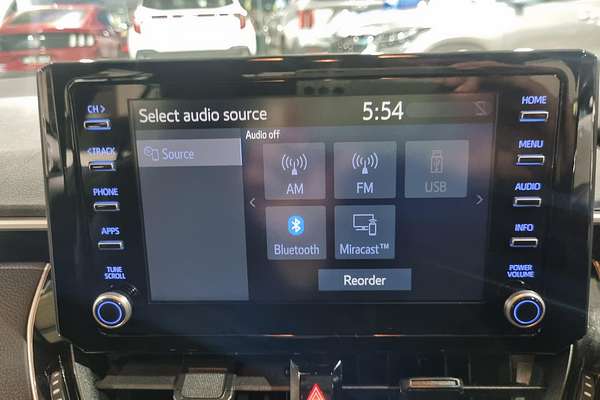 Select audio source
5:54
Audio off
Source
AM
FM
USB
Bluetooth
Miracast™
Reorder
CH >
< TRACK
PHONE
APPS
TUNE
SCROLL
HOME
MENU
AUDIO
INFO
POWER
VOLUME